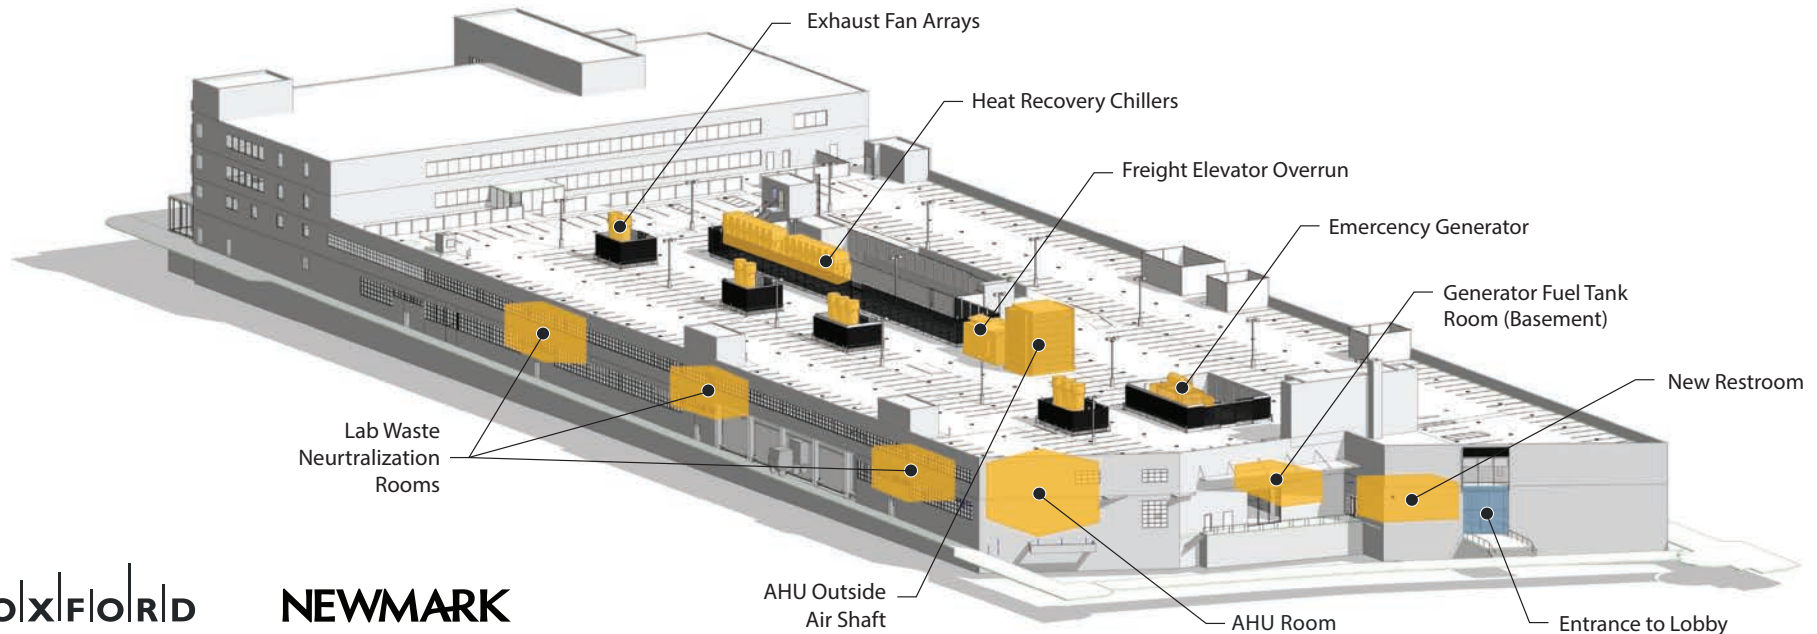 Exhaust Fan Arrays
Heat Recovery Chillers
Freight Elevator Overrun
Emercency Generator
Generator Fuel Tank
Room (Basement)
New Restroom
Lab Waste
Neurtralization
Rooms
AHU Outside
Air Shaft
AHU Room
Entrance to Lobby
OXFORD
NEWMARK